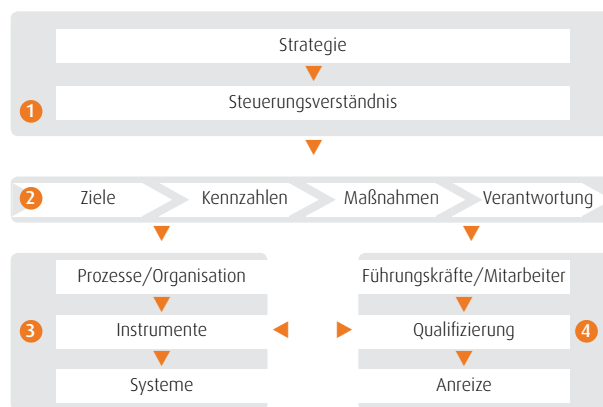 Strategie
1
Steuerungsverständnis
2 Ziele Kennzahlen Maßnahmen Verantwortung
Prozesse/Organisation
3 Instrumente
Systeme
Führungskräfte/Mitarbeiter
Qualifizierung 4
Anreize